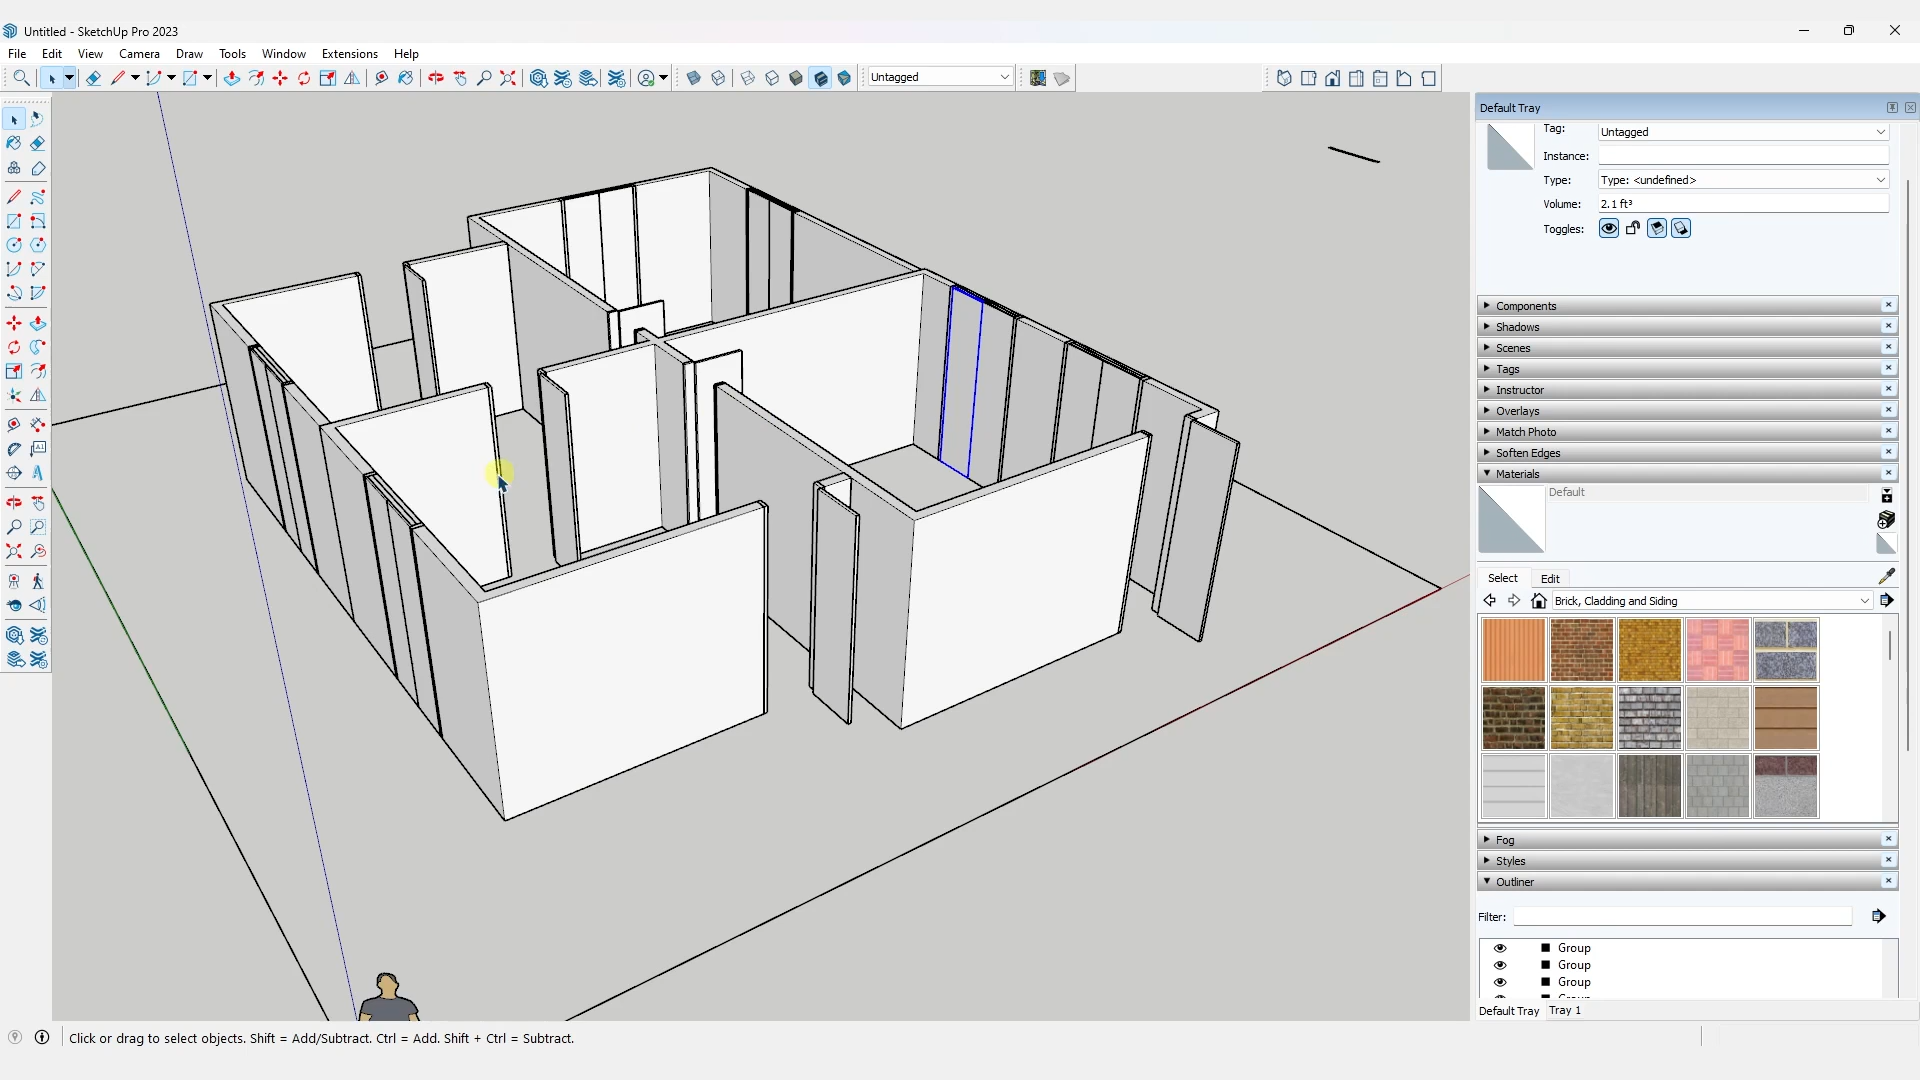 Untitled - SketchUp Pro 2023
File Edit View Camera Draw Tools Window Extensions Help
Untagged
Default Tray
Tag: Untagged
Instance:
Type: Type: <undefined>
Volume: 2.1 ft³
Toggles:
Components
Shadows
Scenes
Tags
Instructor
Overlays
Match Photo
Soften Edges
Materials
Default
Select Edit
Brick, Cladding and Siding
Fog
Styles
Outliner
Filter:
Group
Group
Group
Default Tray Tray 1
Click or drag to select objects. Shift = Add/Subtract. Ctrl = Add. Shift + Ctrl = Subtract.